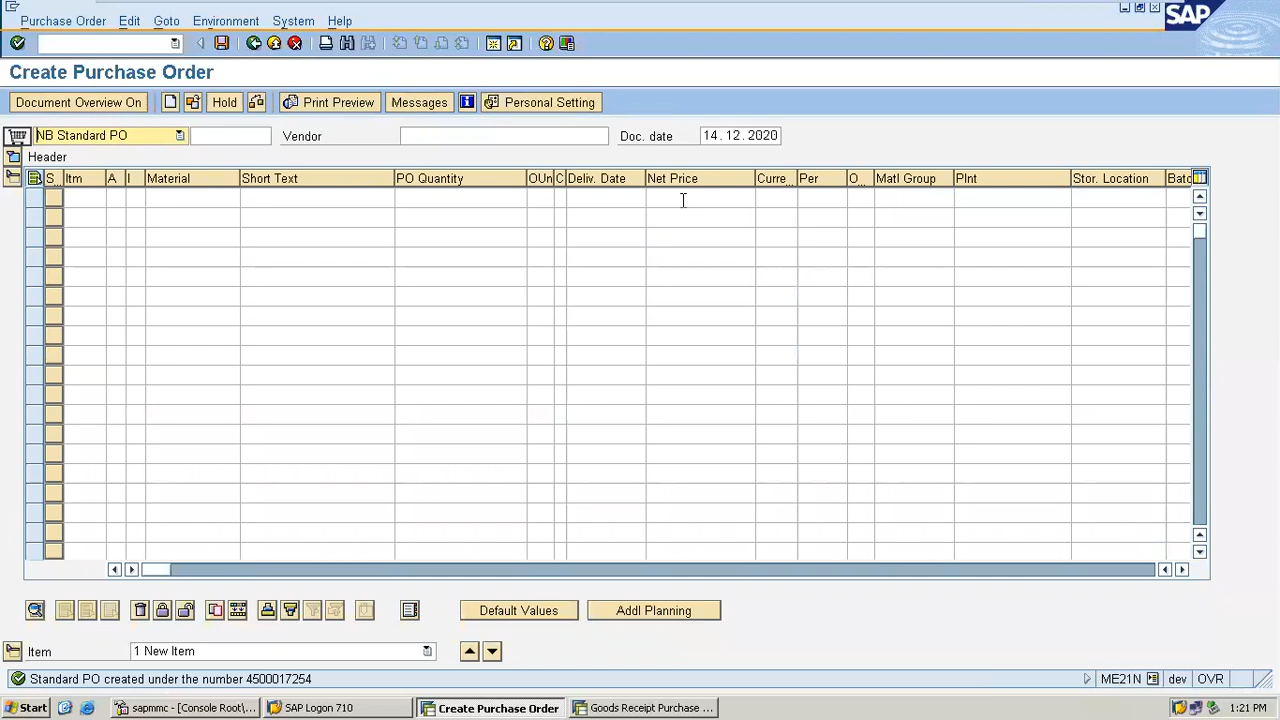 Purchase Order Edit Goto Environment System Help
SAP
Create Purchase Order
Document Overview On Hold Print Preview Messages Personal Setting
NB Standard PO Vendor Doc. date 14.12.2020
Header
S.. Itm A I Material Short Text PO Quantity OUn C Deliv. Date Net Price Curre... Per O... Matl Group Plnt Stor. Location Batc
Default Values Addl Planning
Item 1 New Item
Standard PO created under the number 4500017254 ME21N dev OVR
Start sapmmc - [Console Root\... SAP Logon 710 Create Purchase Order Goods Receipt Purchase ... 1:21 PM